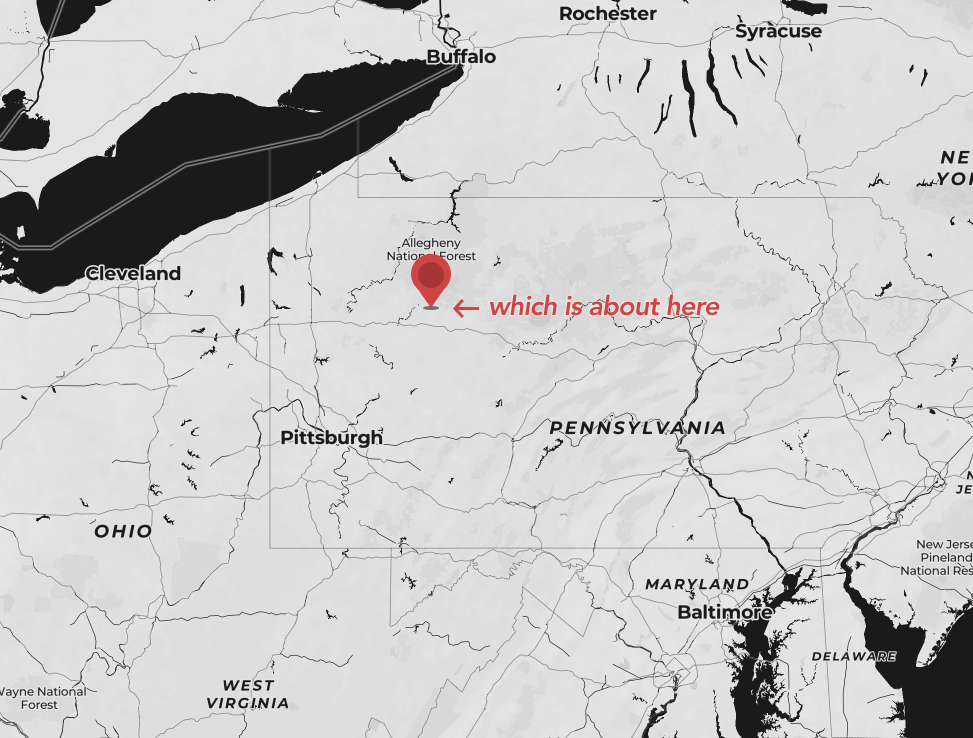 Rochester
Syracuse
Buffalo
NE
YO
Allegheny
National Forest
Cleveland
← which is about here
PENNSYLVANIA
Pittsburgh
N
JE
OHIO
New Jerse
Pineland
National Res
MARYLAND
Baltimore
DELAWARE
WEST
VIRGINIA
Wayne National
Forest